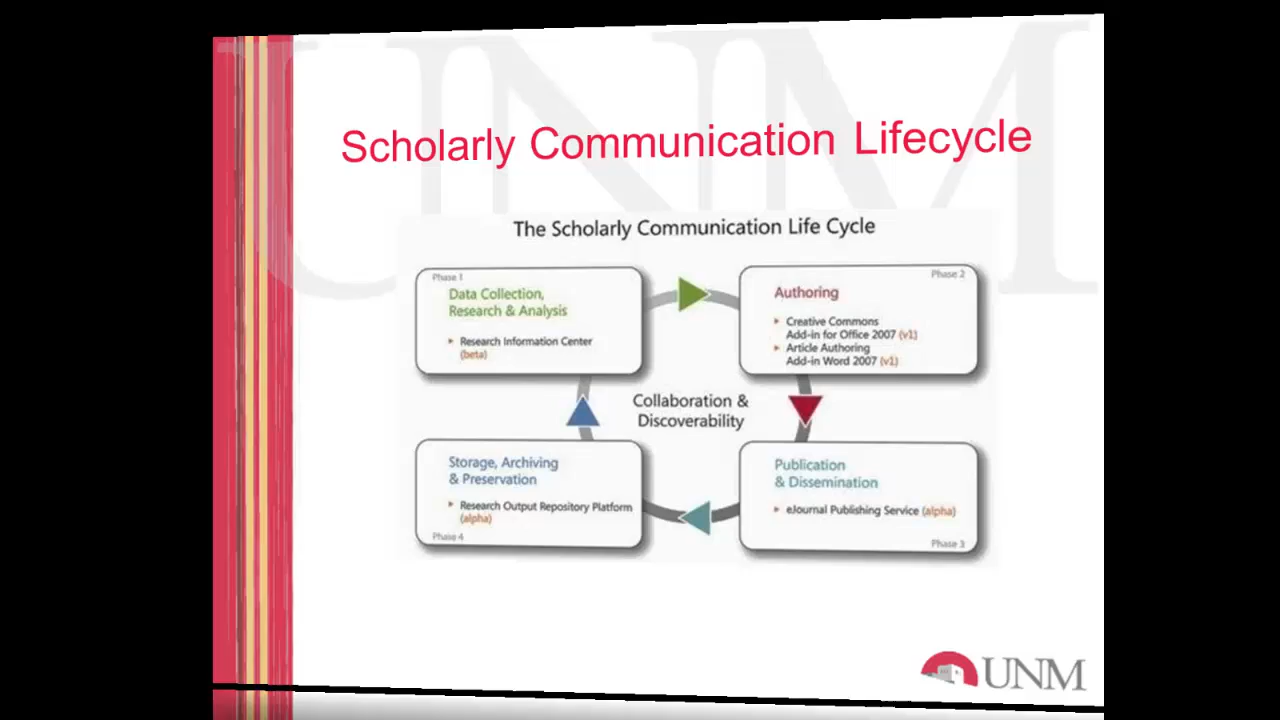 UNM
Scholarly Communication Lifecycle
The Scholarly Communication Life Cycle
Phase 1
Data Collection,
Research & Analysis
Research Information Center
(beta)
Phase 2
Authoring
Creative Commons
Add-in for Office 2007 (v1)
Article Authoring
Add-in Word 2007 (v1)
Collaboration &
Discoverability
Storage, Archiving
& Preservation
Research Output Repository Platform
(alpha)
Phase 4
Publication
& Dissemination
eJournal Publishing Service (alpha)
Phase 3
UNM